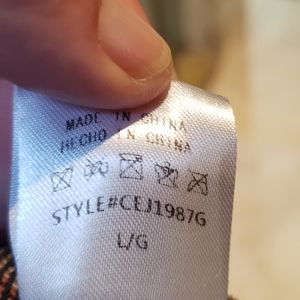 MADE IN CHINA
HECHO EN CHINA
STYLE#CEJ1987G
L/G